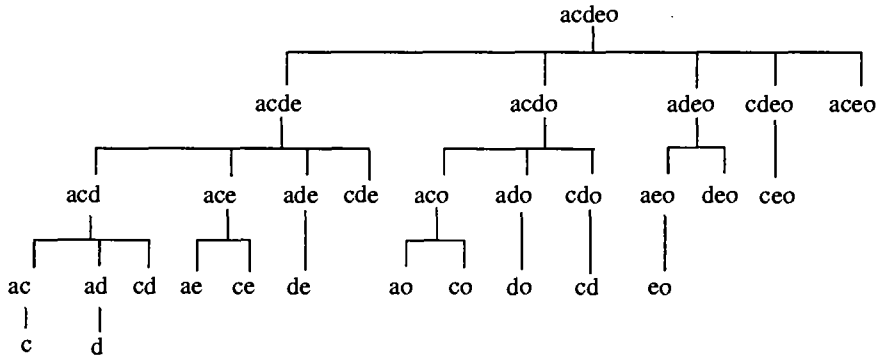 acdeo
acde acdo adeo cdeo aceo
acd ace ade cde aco ado cdo aeo deo ceo
ac ad cd ae ce de ao co do cd eo
c d